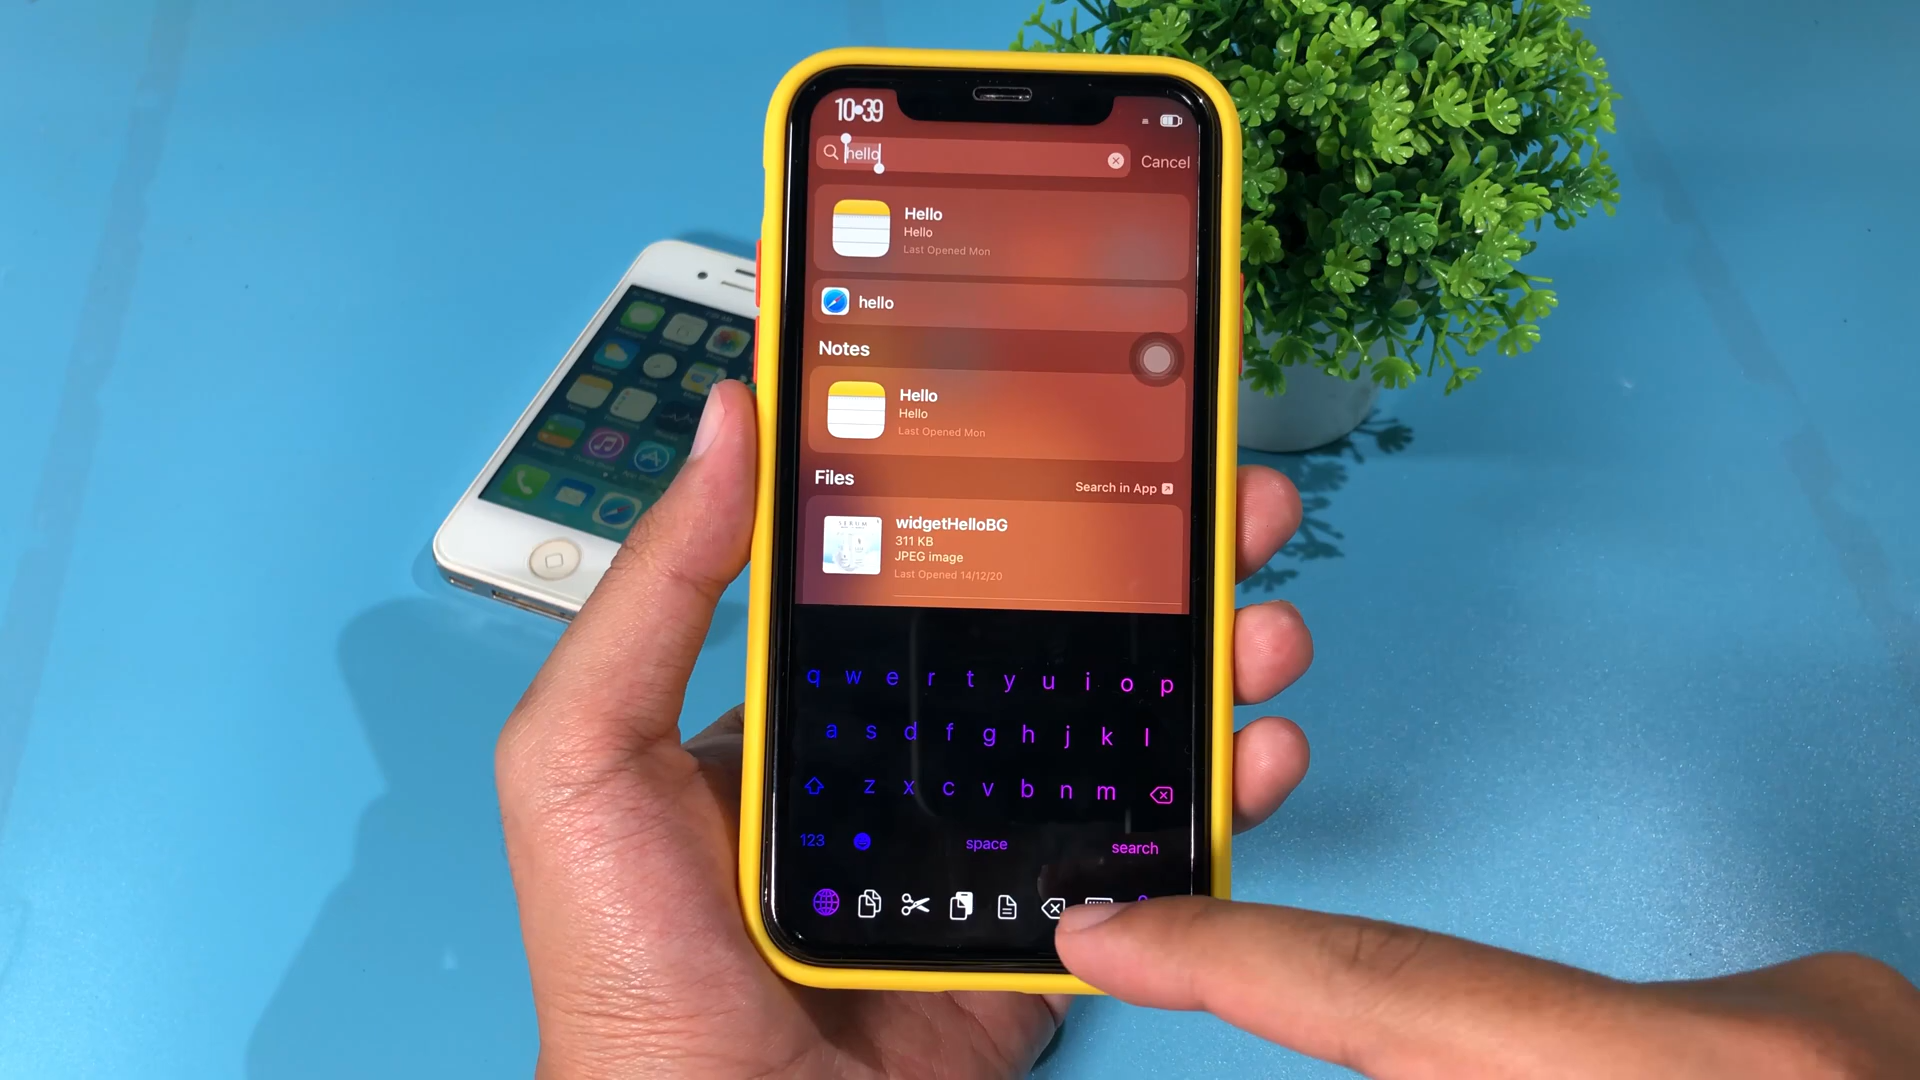 10•39
hello
Cancel
Hello
Hello
Last Opened Mon
hello
Notes
Hello
Hello
Last Opened Mon
Files
Search in App
widgetHelloBG
311 KB
JPEG image
Last Opened 14/12/20
q w e r t y u i o p
a s d f g h j k l
z x c v b n m
123 space search